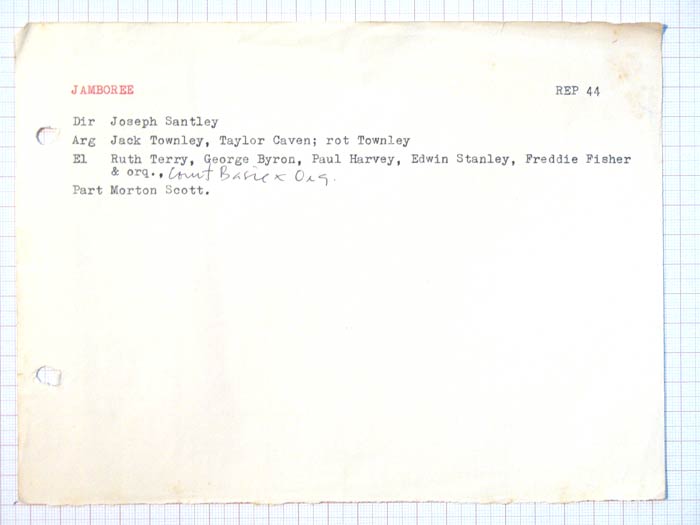 JAMBOREE REP 44
Dir Joseph Santley
Arg Jack Townley, Taylor Caven; rot Townley
El Ruth Terry, George Byron, Paul Harvey, Edwin Stanley, Freddie Fisher
& orq., Count Basie x Orq.
Part Morton Scott.